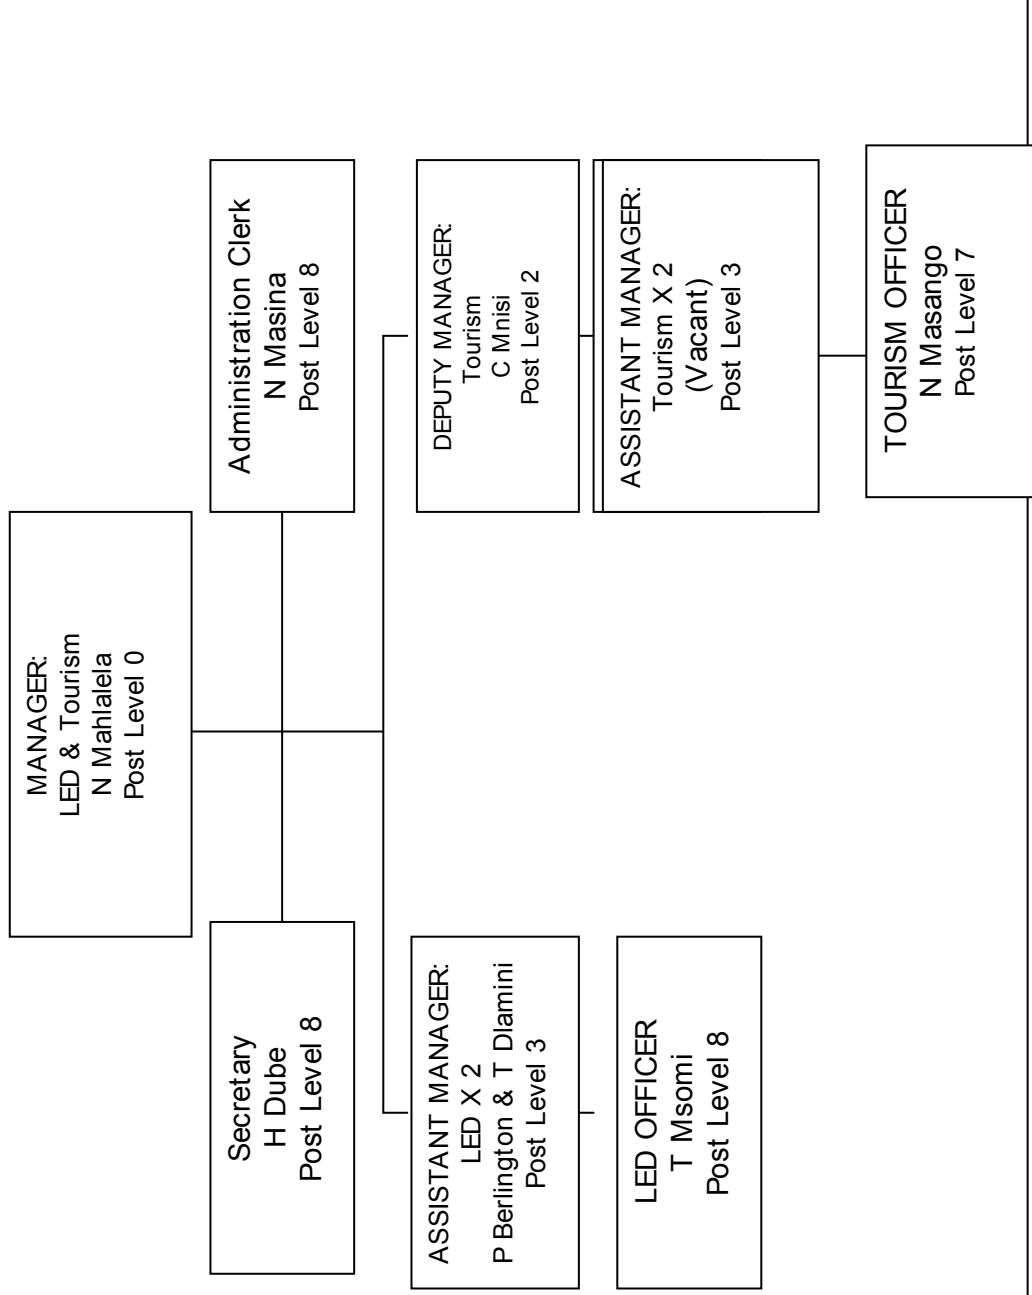 MANAGER:
LED & Tourism
N Mahlalela
Post Level 0
Secretary
H Dube
Post Level 8
Administration Clerk
N Masina
Post Level 8
ASSISTANT MANAGER:
LED X 2
P Berlington & T Dlamini
Post Level 3
DEPUTY MANAGER:
Tourism
C Mnisi
Post Level 2
LED OFFICER
T Msomi
Post Level 8
ASSISTANT MANAGER:
Tourism X 2
(Vacant)
Post Level 3
TOURISM OFFICER
N Masango
Post Level 7